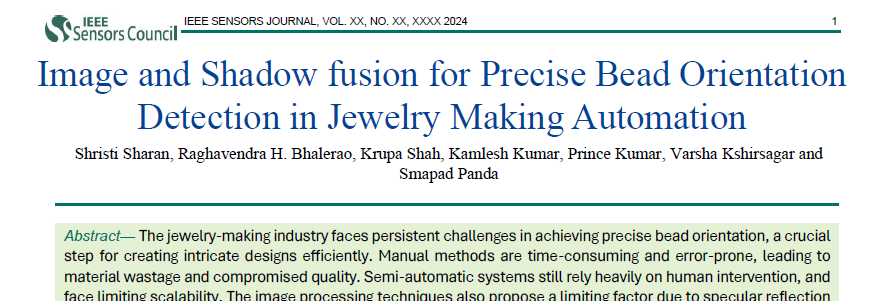 IEEE
Sensors Council
IEEE SENSORS JOURNAL, VOL. XX, NO. XX, XXXX 2024 1
Image and Shadow fusion for Precise Bead Orientation
Detection in Jewelry Making Automation
Shristi Sharan, Raghavendra H. Bhalerao, Krupa Shah, Kamlesh Kumar, Prince Kumar, Varsha Kshirsagar and
Smapad Panda
Abstract— The jewelry-making industry faces persistent challenges in achieving precise bead orientation, a crucial
step for creating intricate designs efficiently. Manual methods are time-consuming and error-prone, leading to
material wastage and compromised quality. Semi-automatic systems still rely heavily on human intervention, and
face limiting scalability. The image processing techniques also propose a limiting factor due to specular reflection